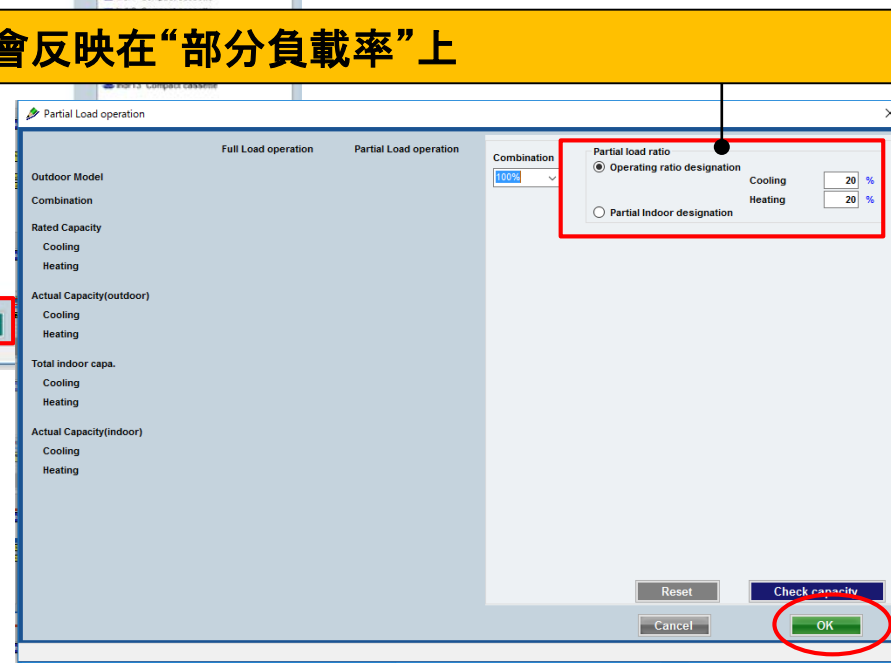 會反映在“部分負載率”上
Indr13 Compact cassette
Partial Load operation
Full Load operation Partial Load operation
Outdoor Model
Combination
Rated Capacity
Cooling
Heating
Actual Capacity(outdoor)
Cooling
Heating
Total indoor capa.
Cooling
Heating
Actual Capacity(indoor)
Cooling
Heating
Combination
100%
Partial load ratio
Operating ratio designation
Cooling 20 %
Heating 20 %
Partial Indoor designation
Reset Check capacity
Cancel OK